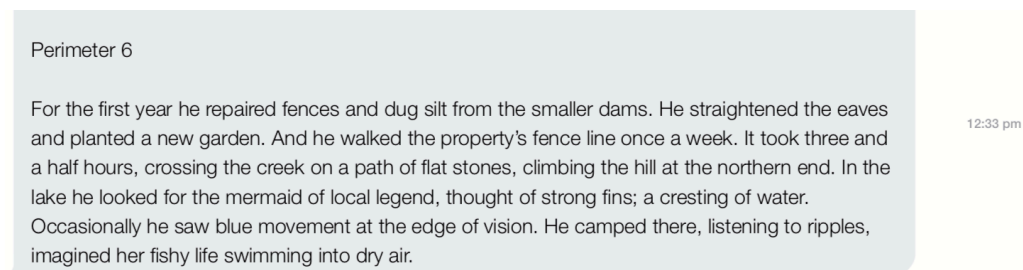 Perimeter 6
For the first year he repaired fences and dug silt from the smaller dams. He straightened the eaves
12:33 pm
and planted a new garden. And he walked the property’s fence line once a week. It took three and
a half hours, crossing the creek on a path of flat stones, climbing the hill at the northern end. In the
lake he looked for the mermaid of local legend, thought of strong fins; a cresting of water.
Occasionally he saw blue movement at the edge of vision. He camped there, listening to ripples,
imagined her fishy life swimming into dry air.